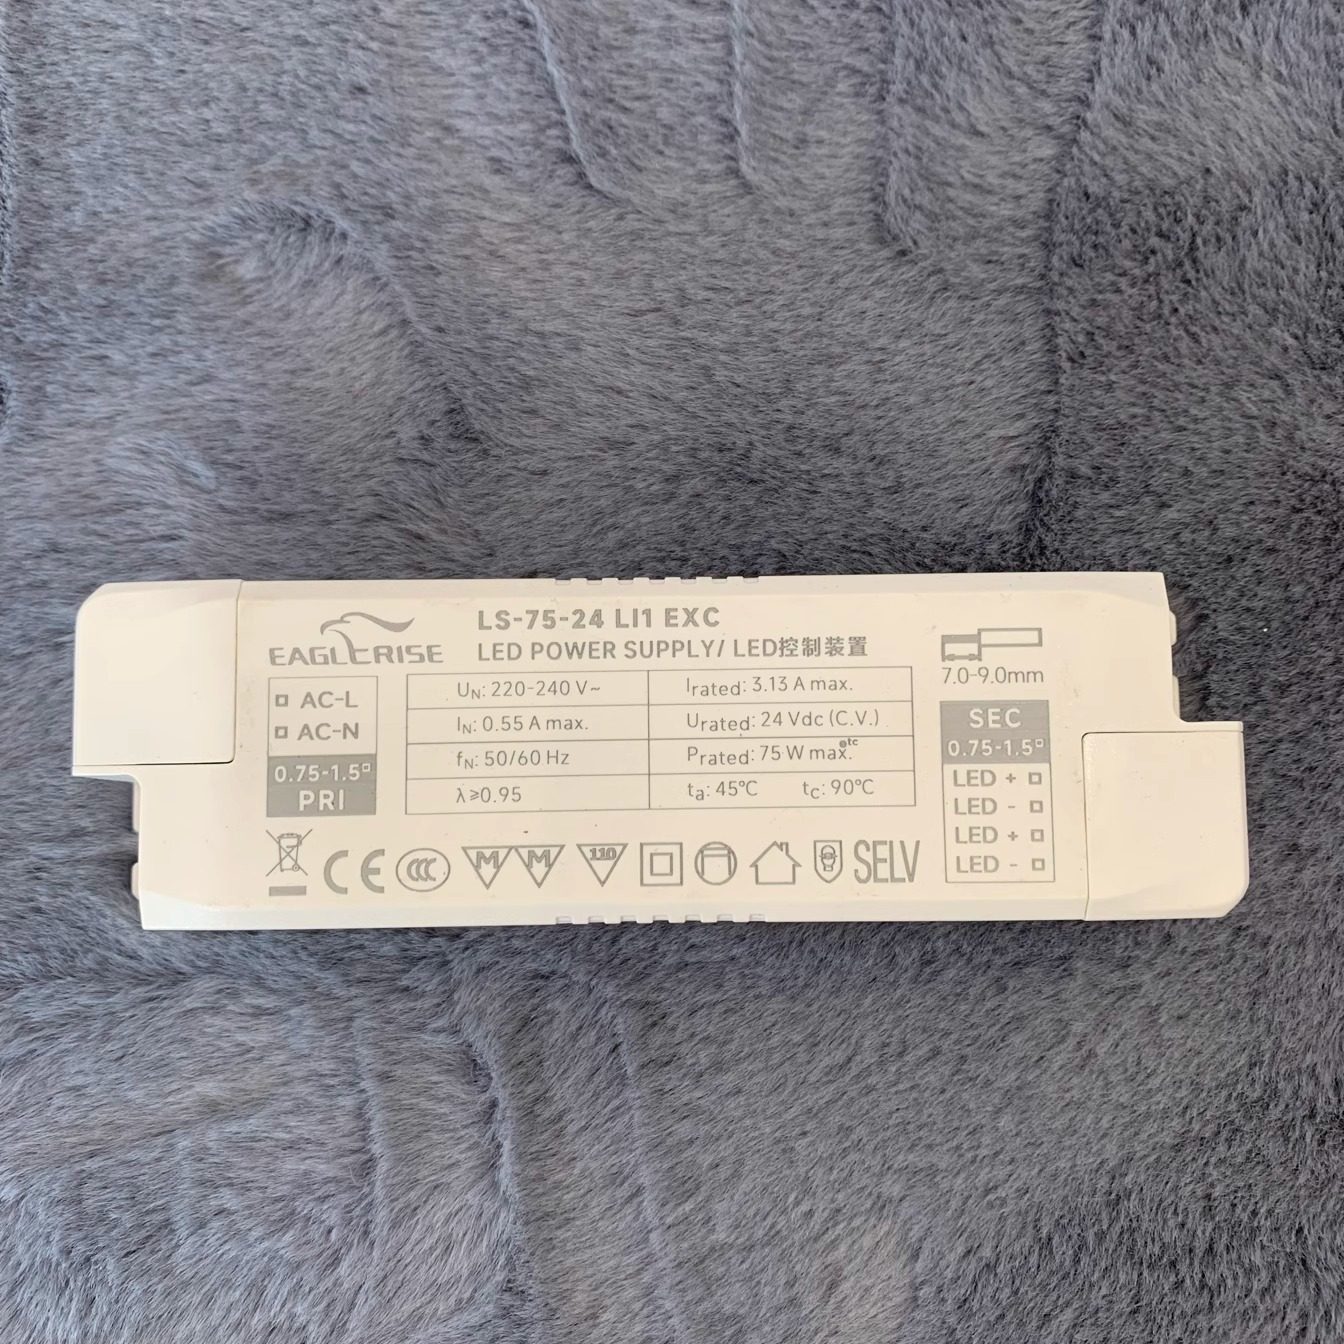 EAGLERISE
LS-75-24 LI1 EXC
LED POWER SUPPLY/ LED控制装置
AC-L
AC-N
0.75-1.5
PRI
UN: 220-240 V~
IN: 0.55 A max.
fN: 50/60 Hz
λ≥0.95
Irated: 3.13 A max.
Urated: 24 Vdc (C.V.)
Prated: 75 W max.
tc
ta: 45℃ tc: 90℃
7.0-9.0mm
SEC
0.75-1.5
LED +
LED -
LED +
LED -
CE CCC M M 110 SELV